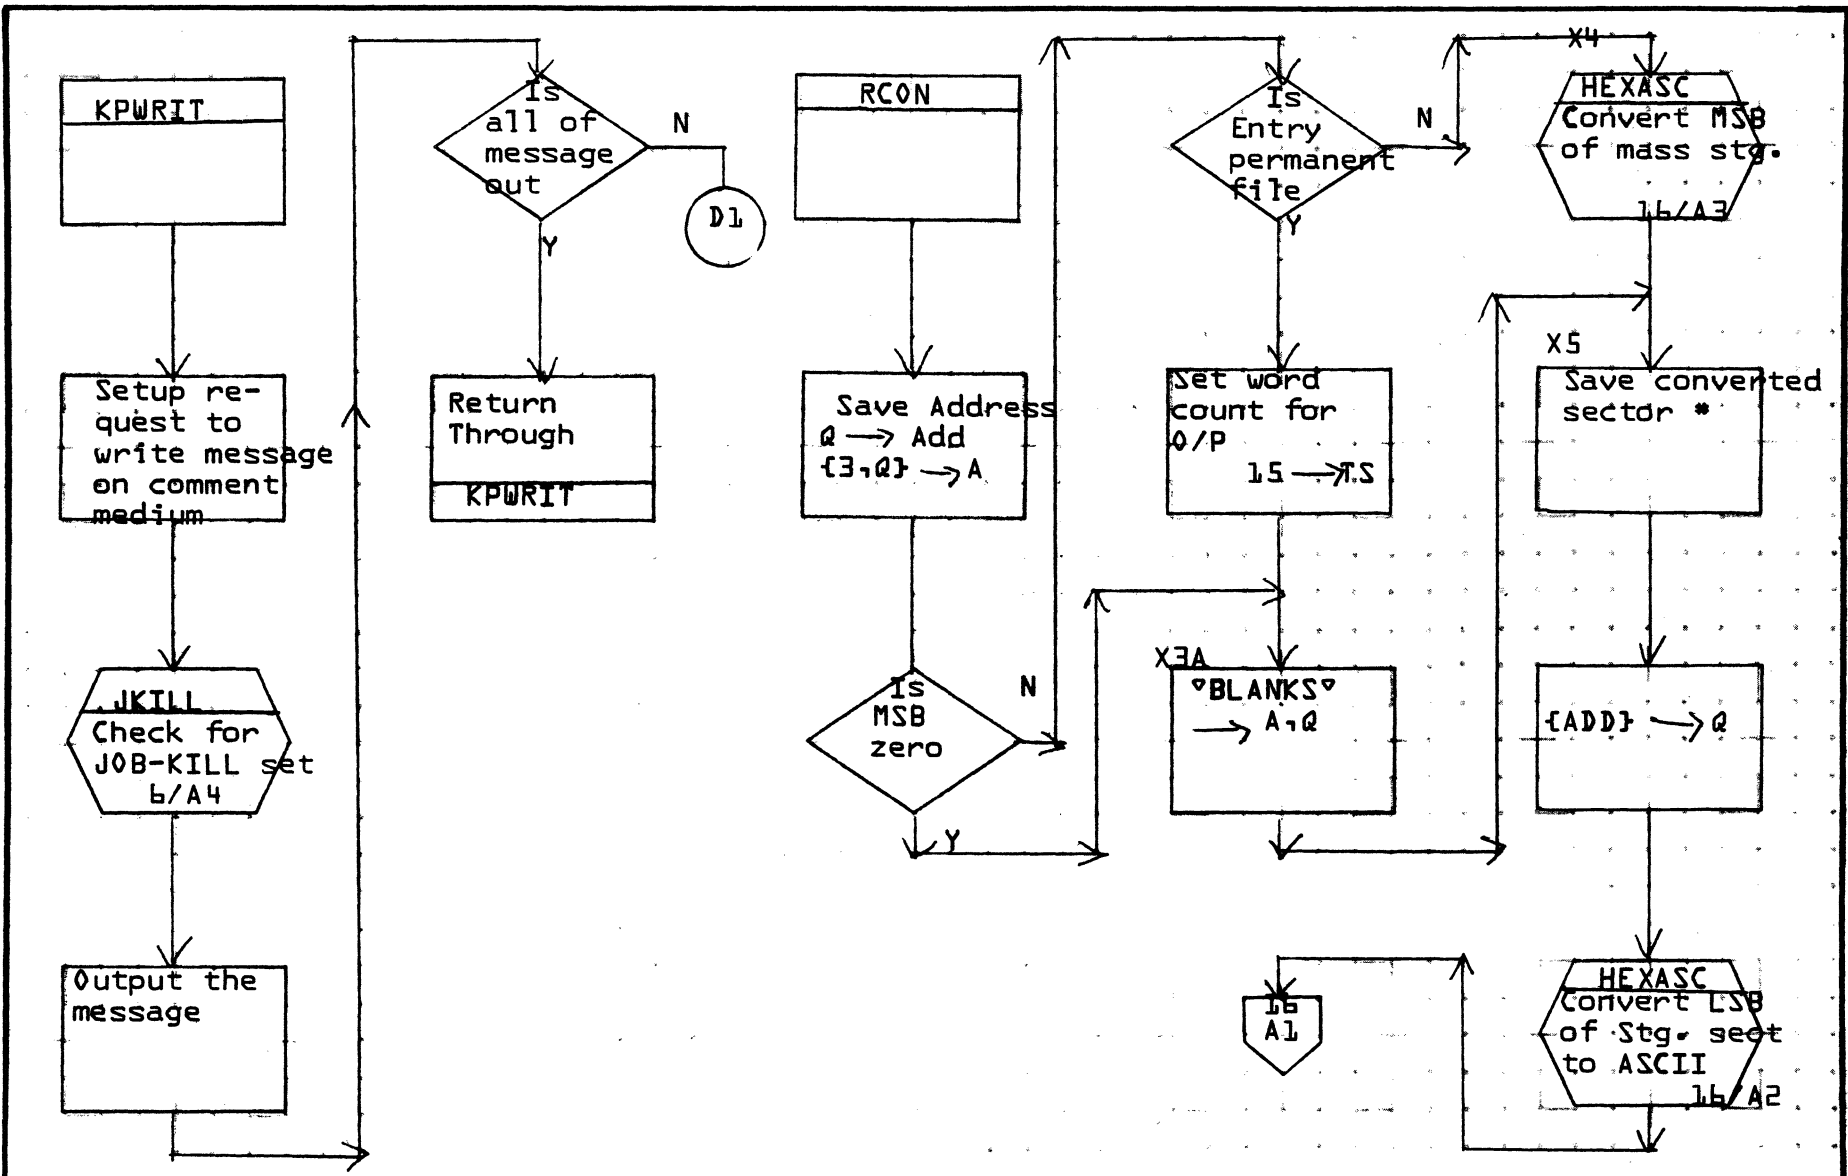 KPWRIT
Setup re-
quest to
write message
on comment
medium
JKILL
Check for
JOB-KILL set
6/A4
Output the
message
Is
all of
message
out
N
D1
Y
Return
Through
KPWRIT
RCON
Save Address
Q → Add
{3,Q} → A
Is
MSB
zero
N
Y
Is
Entry
permanent
file
N
Y
Set word
count for
O/P
15 → TS
X3A
"BLANKS"
→ A,Q
16
A1
X4
HEXASC
Convert MSB
of mass stg.
16/A3
X5
Save converted
sector #
{ADD} → Q
HEXASC
Convert LSB
of Stg. sect
to ASCII
16/A2